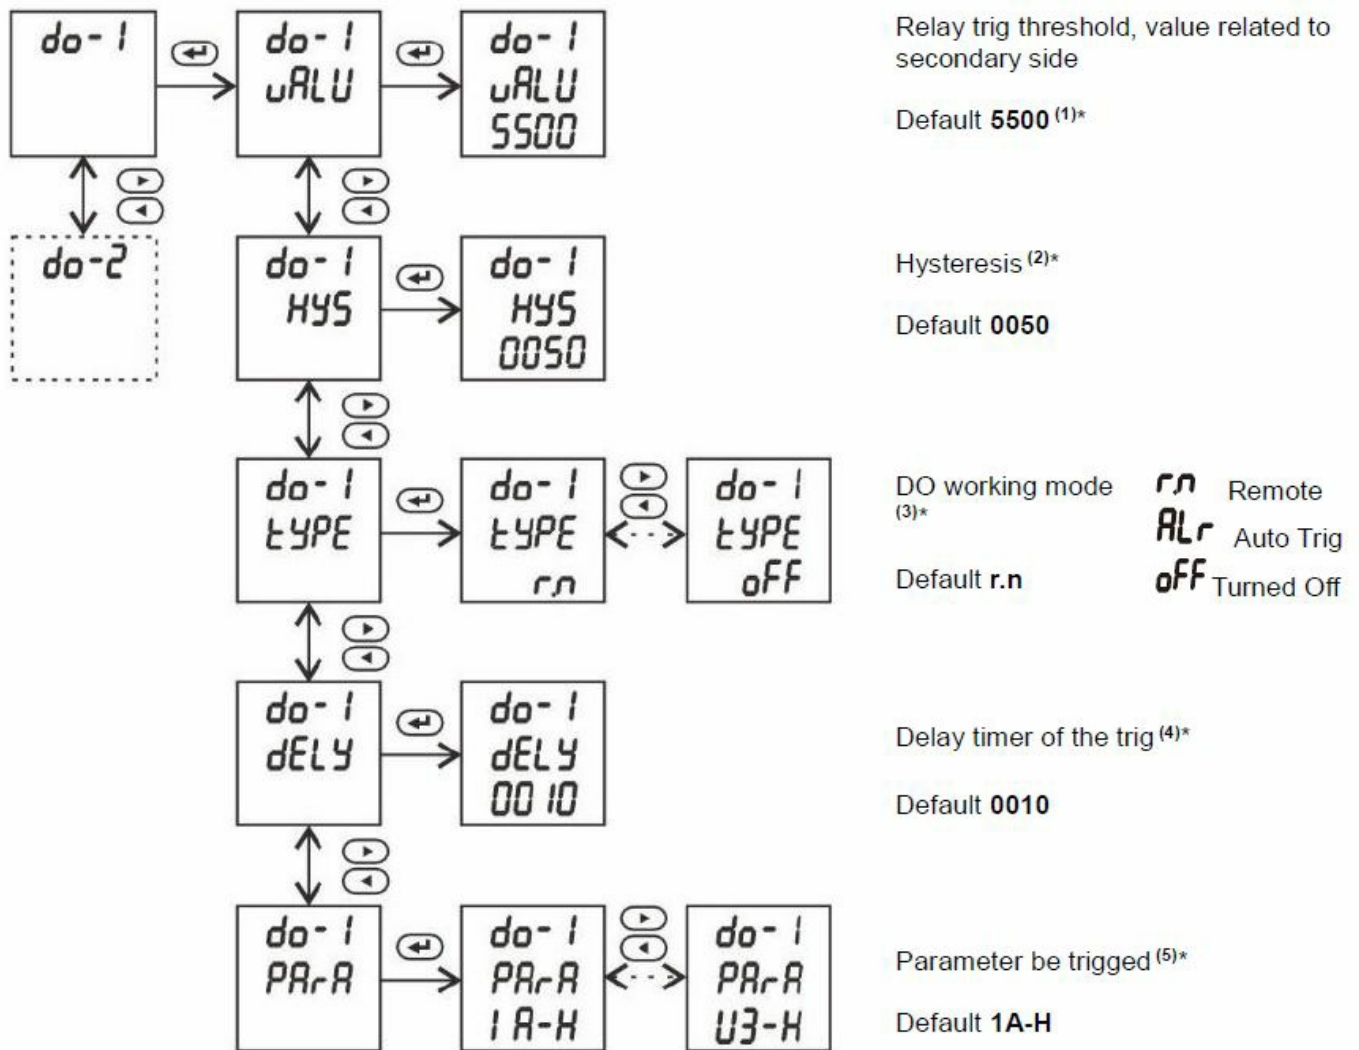 do-1
do-1
vALU
do-1
vALU
5500
Relay trig threshold, value related to
secondary side
Default 5500 (1)*
do-2
do-1
HYS
do-1
HYS
0050
Hysteresis (2)*
Default 0050
do-1
tYPE
do-1
tYPE
r.n
do-1
tYPE
oFF
DO working mode
(3)*
Default r.n
r.n Remote
ALr Auto Trig
oFF Turned Off
do-1
dELY
do-1
dELY
0010
Delay timer of the trig (4)*
Default 0010
do-1
PArA
do-1
PArA
1A-H
do-1
PArA
U3-H
Parameter be trigged (5)*
Default 1A-H